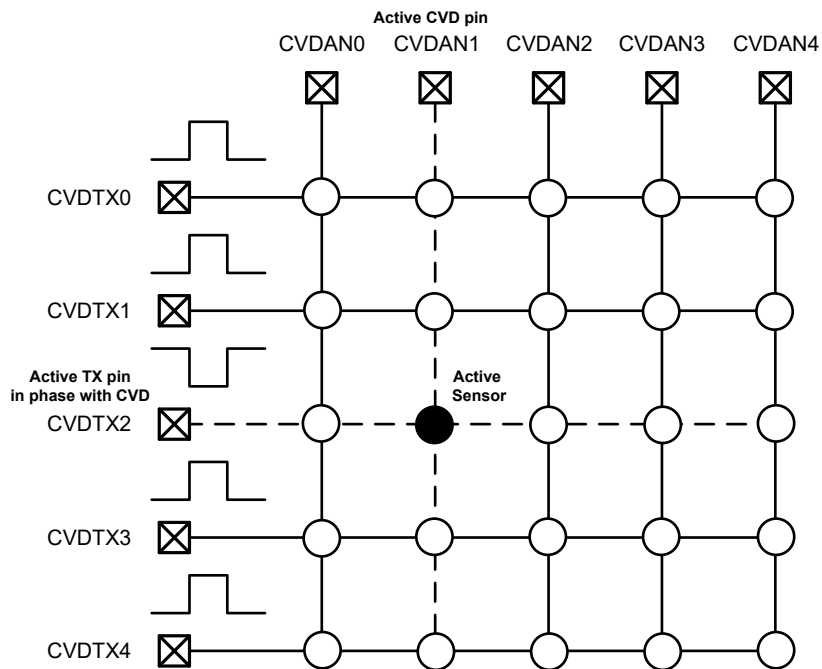 Active CVD pin
CVDAN0 CVDAN1 CVDAN2 CVDAN3 CVDAN4
CVDTX0
CVDTX1
Active TX pin
in phase with CVD
CVDTX2
Active
Sensor
CVDTX3
CVDTX4